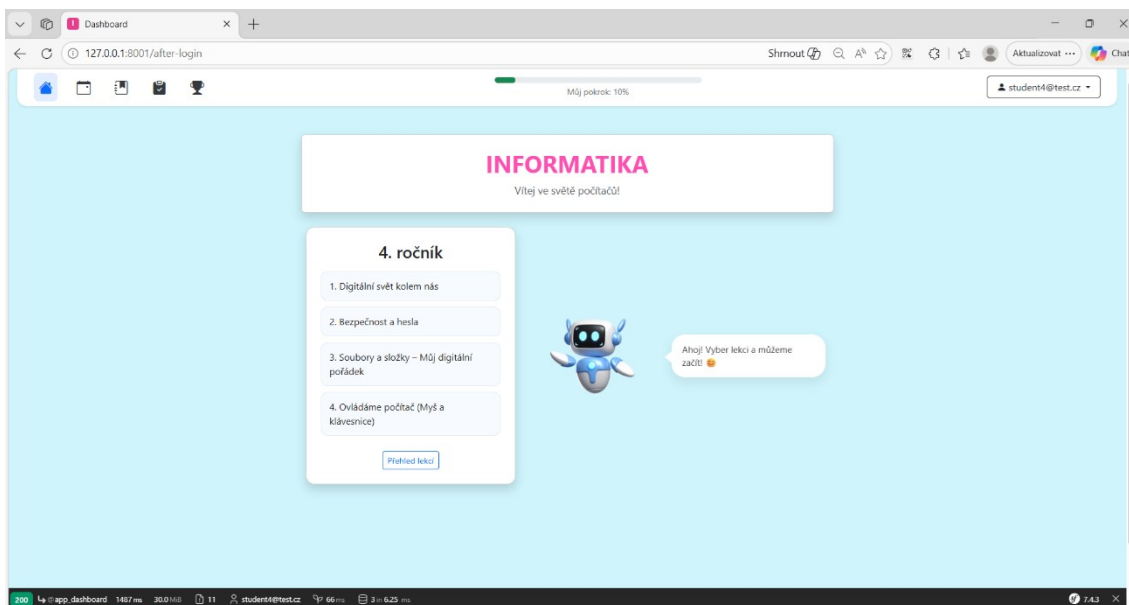 Dashboard
127.0.0.1:8001/after-login
Shrnout
Aktualizovat
Chat
Můj pokrok: 10%
student4@test.cz
INFORMATIKA
Vítej ve světě počítačů!
4. ročník
1. Digitální svět kolem nás
2. Bezpečnost a hesla
3. Soubory a složky – Můj digitální
pořádek
4. Ovládáme počítač (Myš a
klávesnice)
Přehled lekcí
Ahoj! Vyber lekci a můžeme
začít! 😊
200 @app_dashboard 1487 ms 30.0 MiB 11 student4@test.cz 66 ms 3 in 6.25 ms 7.4.3